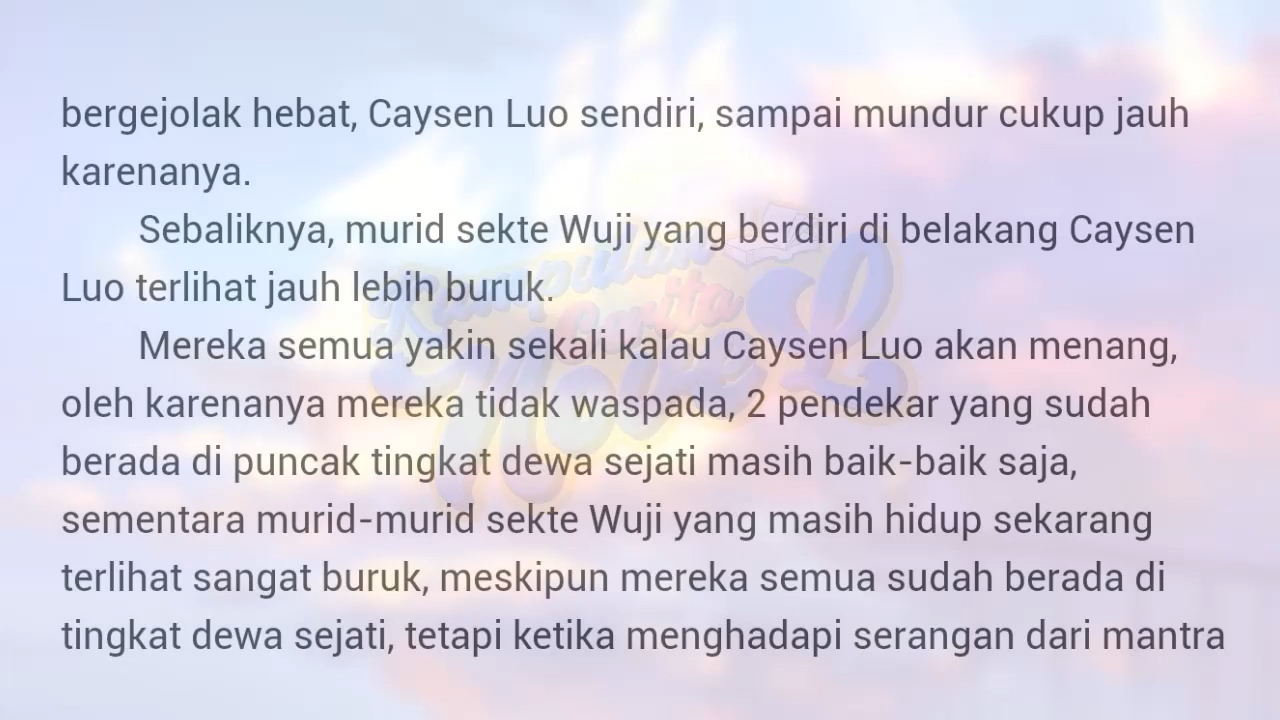 bergejolak hebat, Caysen Luo sendiri, sampai mundur cukup jauh
karenanya.
Sebaliknya, murid sekte Wuji yang berdiri di belakang Caysen
Luo terlihat jauh lebih buruk.
Mereka semua yakin sekali kalau Caysen Luo akan menang,
oleh karenanya mereka tidak waspada, 2 pendekar yang sudah
berada di puncak tingkat dewa sejati masih baik-baik saja,
sementara murid-murid sekte Wuji yang masih hidup sekarang
terlihat sangat buruk, meskipun mereka semua sudah berada di
tingkat dewa sejati, tetapi ketika menghadapi serangan dari mantra
Kumpulan
Cerita